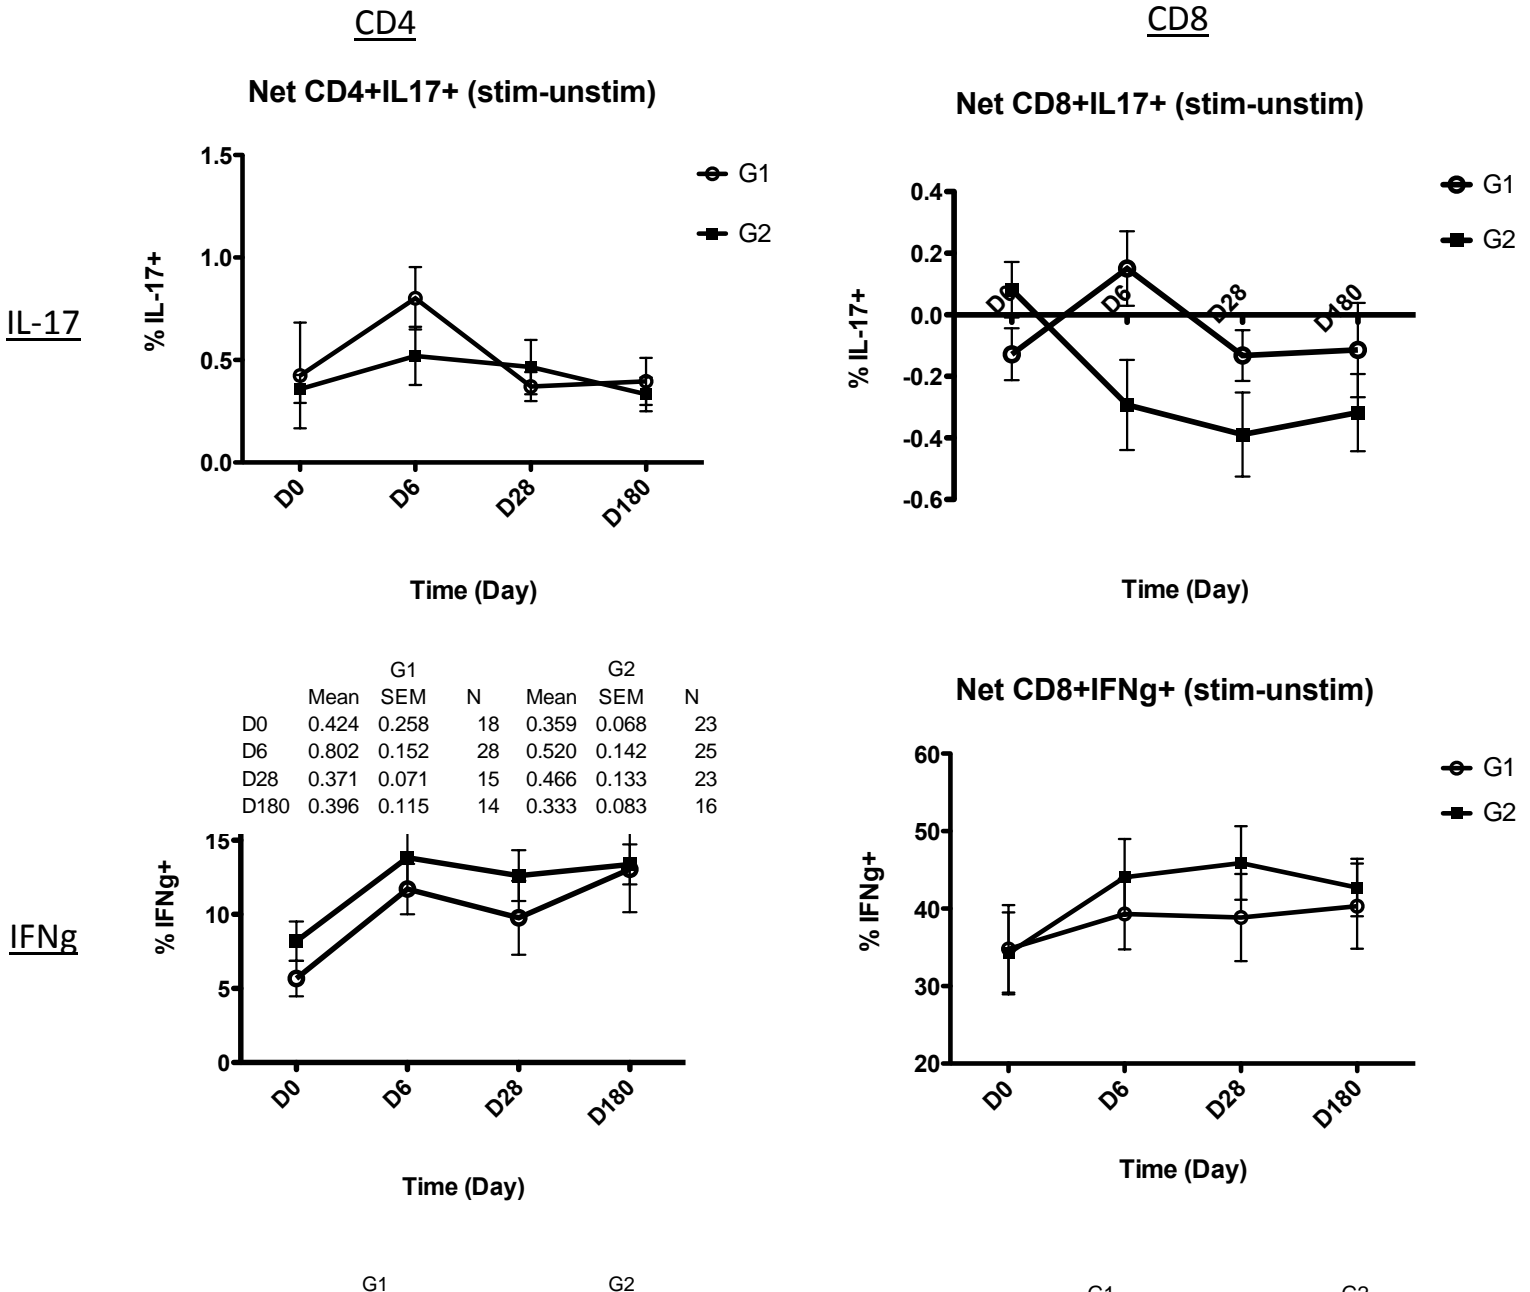 CD4
CD8
Net CD4+IL17+ (stim-unstim)
1.5
1.0
0.5
0.0
% IL-17+
D0
D6
D28
D180
Time (Day)
G1
G2
Net CD8+IL17+ (stim-unstim)
0.4
0.2
0.0
-0.2
-0.4
-0.6
% IL-17+
D0
D6
D28
D180
Time (Day)
G1
G2
IL-17
G1 G2
Mean SEM N Mean SEM N
D0 0.424 0.258 18 0.359 0.068 23
D6 0.802 0.152 28 0.520 0.142 25
D28 0.371 0.071 15 0.466 0.133 23
D180 0.396 0.115 14 0.333 0.083 16
IFNg
15
10
5
0
% IFNg+
D0
D6
D28
D180
Time (Day)
Net CD8+IFNg+ (stim-unstim)
60
50
40
30
20
% IFNg+
D0
D6
D28
D180
Time (Day)
G1
G2
G1 G2
G1 G2